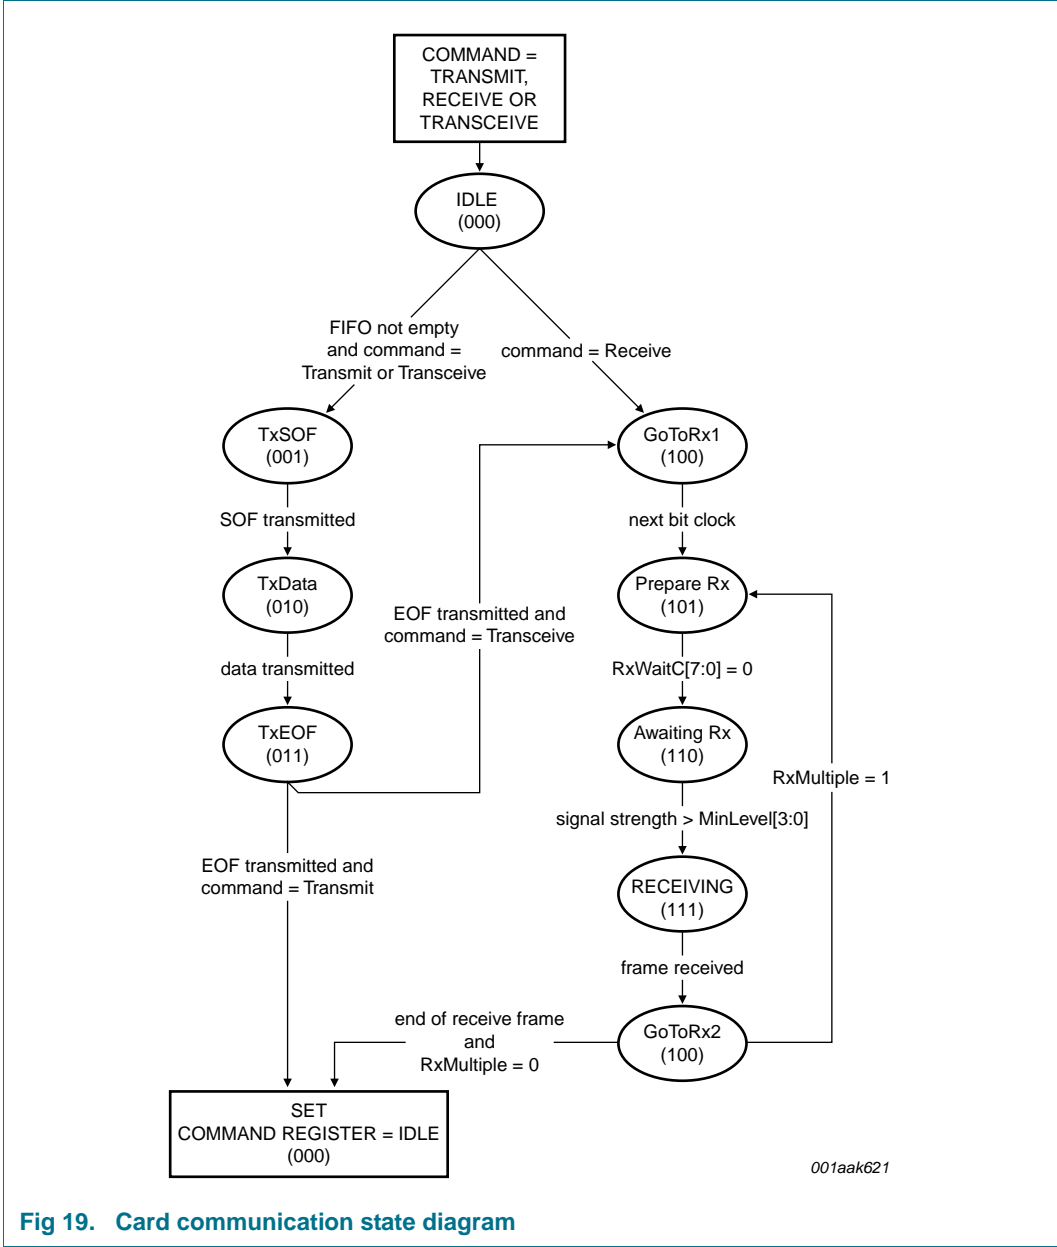 COMMAND =
TRANSMIT,
RECEIVE OR
TRANSCEIVE
IDLE
(000)
FIFO not empty
and command =
Transmit or Transceive
command = Receive
TxSOF
(001)
GoToRx1
(100)
SOF transmitted
next bit clock
TxData
(010)
Prepare Rx
(101)
EOF transmitted and
command = Transceive
data transmitted
RxWaitC[7:0] = 0
TxEOF
(011)
Awaiting Rx
(110)
RxMultiple = 1
signal strength > MinLevel[3:0]
EOF transmitted and
command = Transmit
RECEIVING
(111)
frame received
end of receive frame
and
RxMultiple = 0
GoToRx2
(100)
SET
COMMAND REGISTER = IDLE
(000)
001aak621
Fig 19. Card communication state diagram